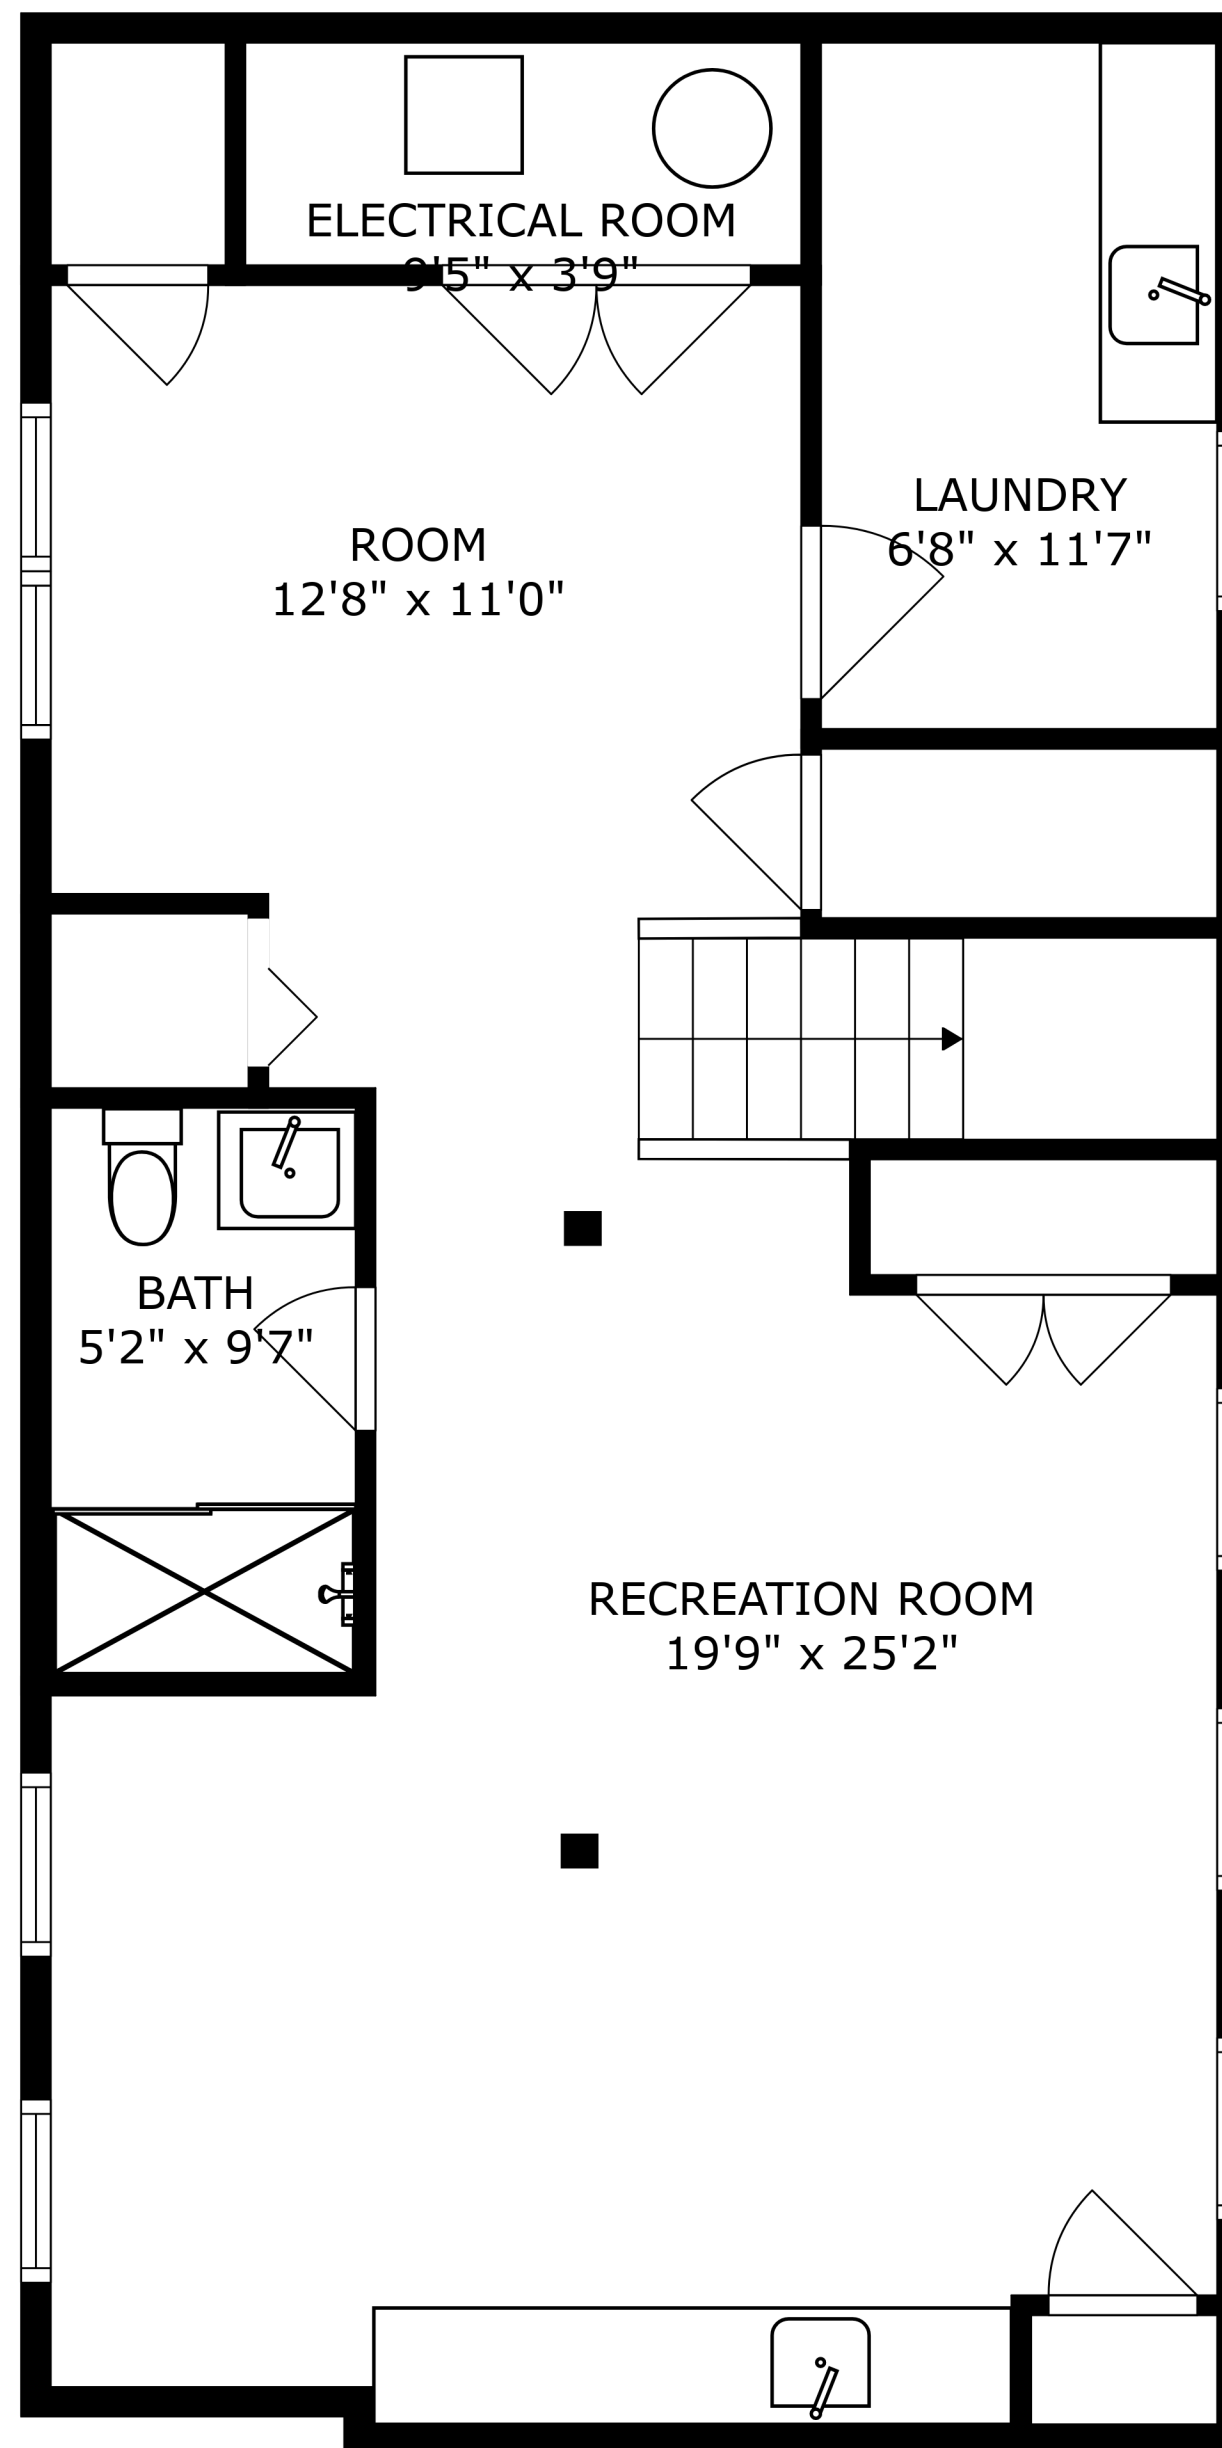 ELECTRICAL ROOM
9'5" x 3'9"
LAUNDRY
6'8" x 11'7"
ROOM
12'8" x 11'0"
BATH
5'2" x 9'7"
RECREATION ROOM
19'9" x 25'2"